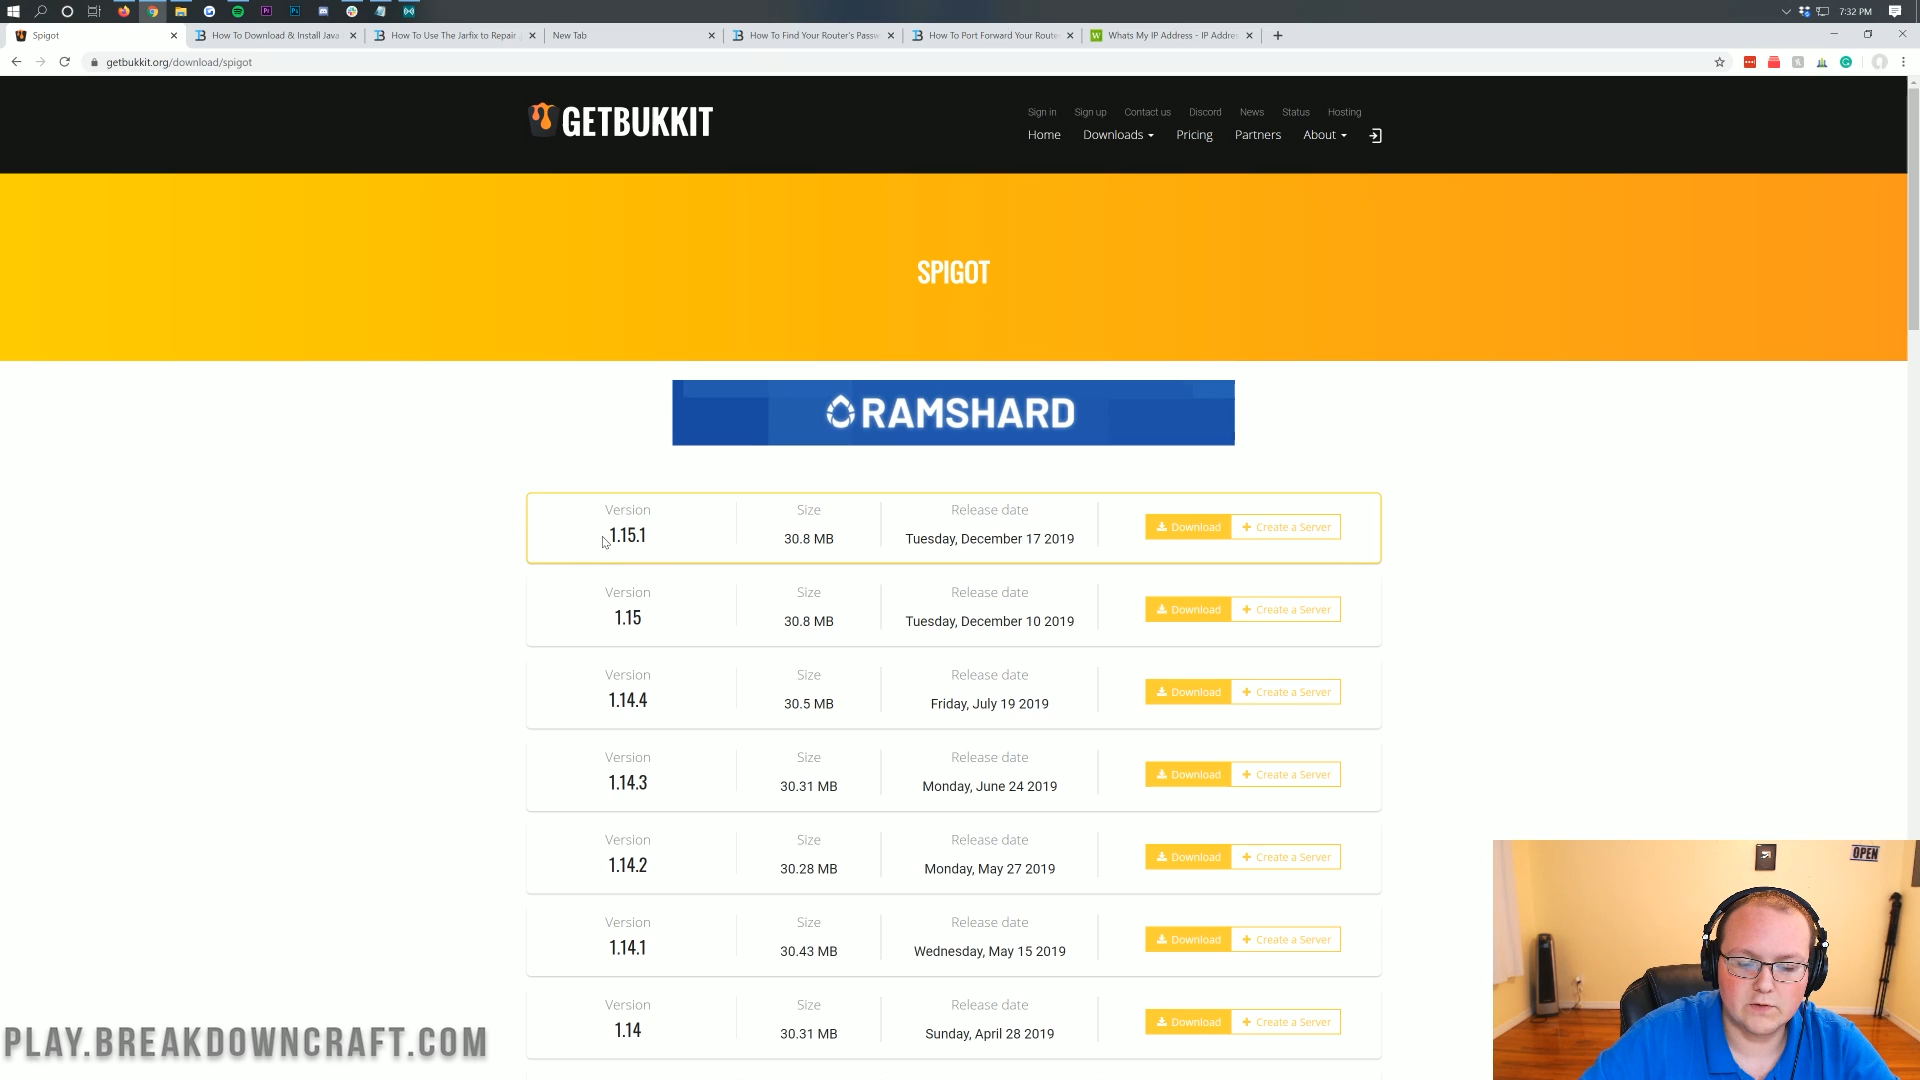 7:32 PM
Spigot
How To Download & Install Java
How To Use The Jarfix to Repair
New Tab
How To Find Your Router's Passw
How To Port Forward Your Route
Whats My IP Address - IP Addre
getbukkit.org/download/spigot
GETBUKKIT
Sign in Sign up Contact us Discord News Status Hosting
Home Downloads Pricing Partners About
SPIGOT
RAMSHARD
Version Size Release date
1.15.1 30.8 MB Tuesday, December 17 2019 Download Create a Server
Version Size Release date
1.15 30.8 MB Tuesday, December 10 2019 Download Create a Server
Version Size Release date
1.14.4 30.5 MB Friday, July 19 2019 Download Create a Server
Version Size Release date
1.14.3 30.31 MB Monday, June 24 2019 Download Create a Server
Version Size Release date
1.14.2 30.28 MB Monday, May 27 2019 Download Create a Server
Version Size Release date
1.14.1 30.43 MB Wednesday, May 15 2019 Download Create a Server
Version Size Release date
1.14 30.31 MB Sunday, April 28 2019 Download Create a Server
OPEN
PLAY.BREAKDOWNCRAFT.COM